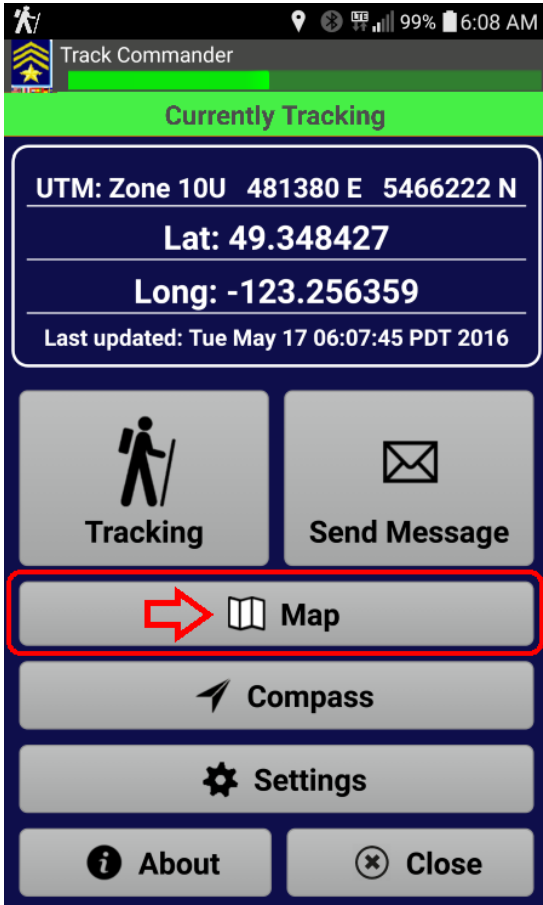 LTE 99% 6:08 AM
Track Commander
Currently Tracking
UTM: Zone 10U 481380 E 5466222 N
Lat: 49.348427
Long: -123.256359
Last updated: Tue May 17 06:07:45 PDT 2016
Tracking
Send Message
Map
Compass
Settings
About
Close